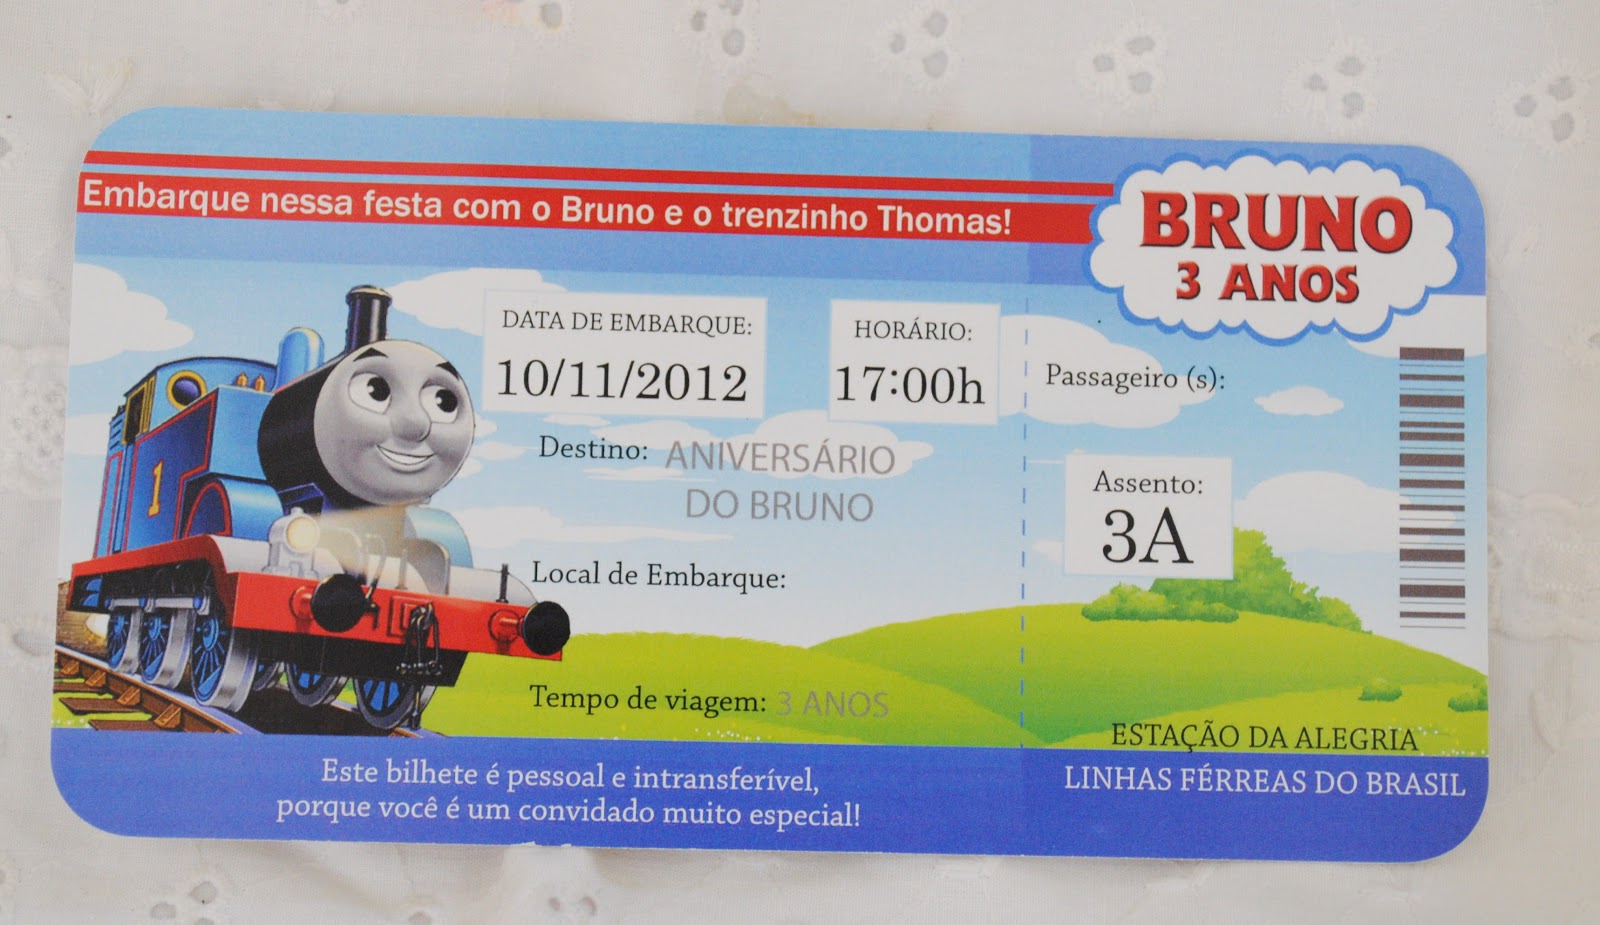 Embarque nessa festa com o Bruno e o trenzinho Thomas!
BRUNO
3 ANOS
DATA DE EMBARQUE:
10/11/2012
HORÁRIO:
17:00h
Destino: ANIVERSÁRIO
DO BRUNO
Local de Embarque:
Tempo de viagem: 3 ANOS
1
Passageiro (s):
Assento:
3A
ESTAÇÃO DA ALEGRIA
LINHAS FÉRREAS DO BRASIL
Este bilhete é pessoal e intransferível,
porque você é um convidado muito especial!